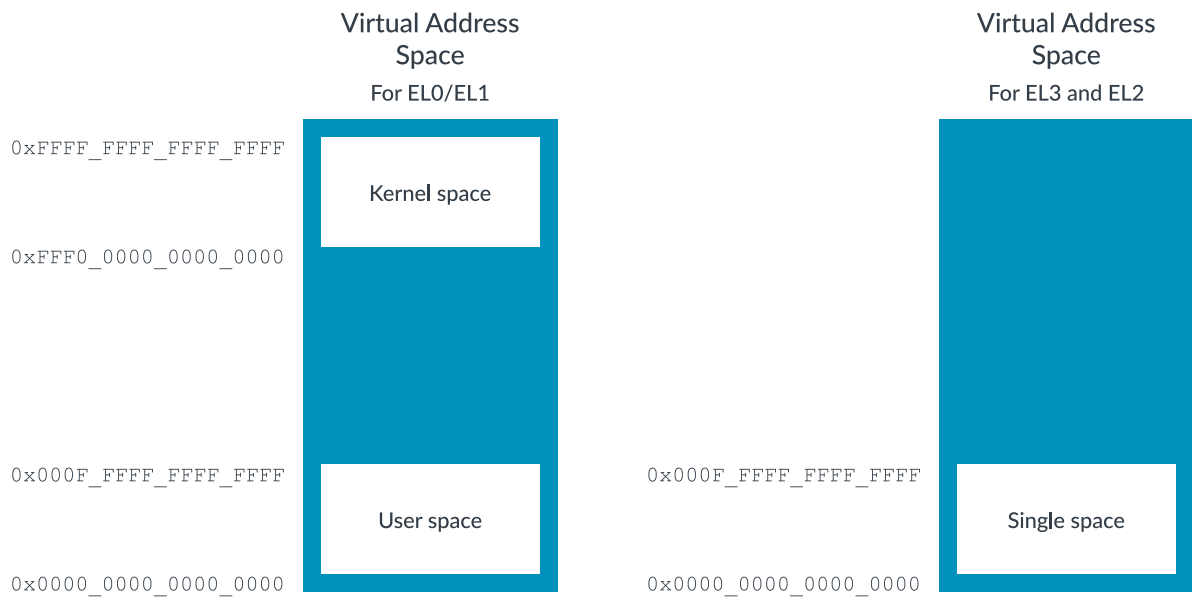 Virtual Address
Space
For EL0/EL1
0xFFFF_FFFF_FFFF_FFFF
Kernel space
0xFFF0_0000_0000_0000
0x000F_FFFF_FFFF_FFFF
User space
0x0000_0000_0000_0000
Virtual Address
Space
For EL3 and EL2
0x000F_FFFF_FFFF_FFFF
Single space
0x0000_0000_0000_0000